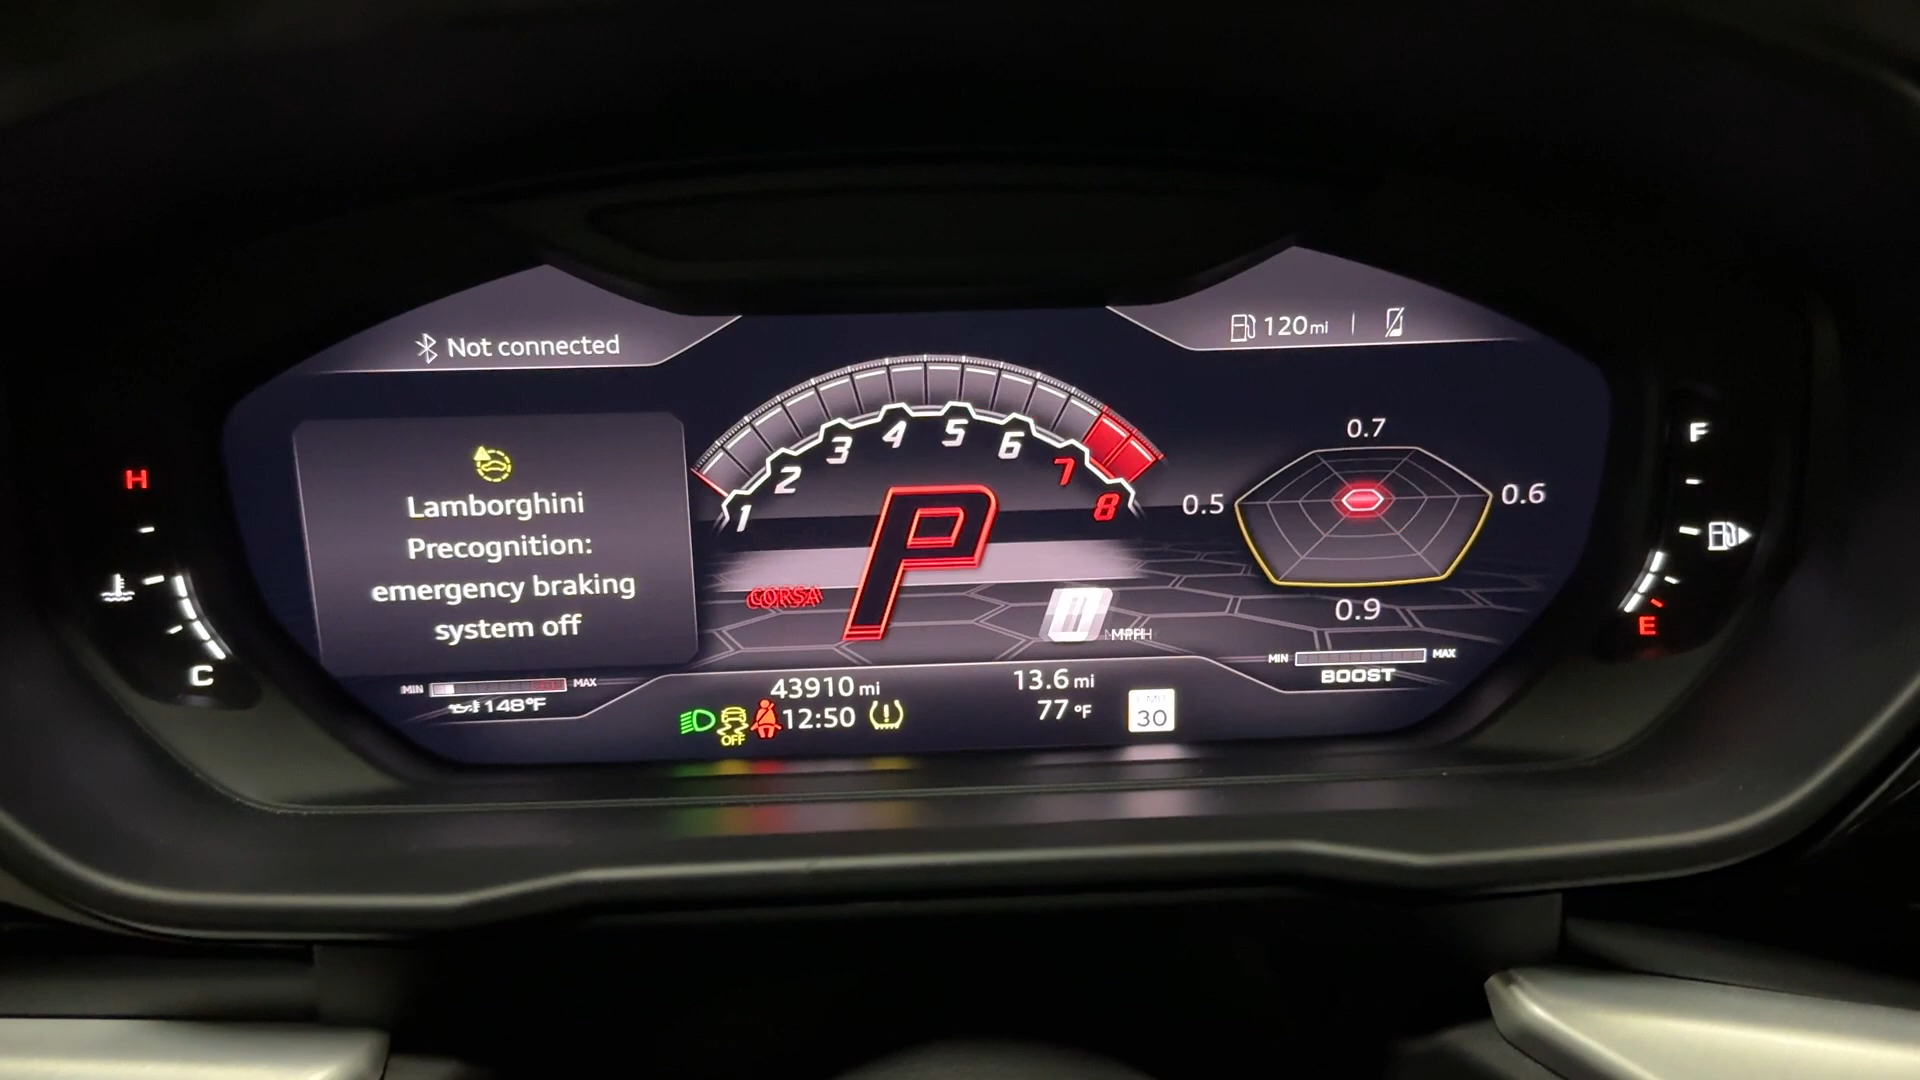 Not connected
120 mi
H
C
Lamborghini
Precognition:
emergency braking
system off
1 2 3 4 5 6 7 8
P
CORSA
0
0.7
0.5
0.6
0.9
F
E
MIN MAX
148°F
43910 mi
OFF
12:50
13.6 mi
77 °F
30
MIN MAX
BOOST